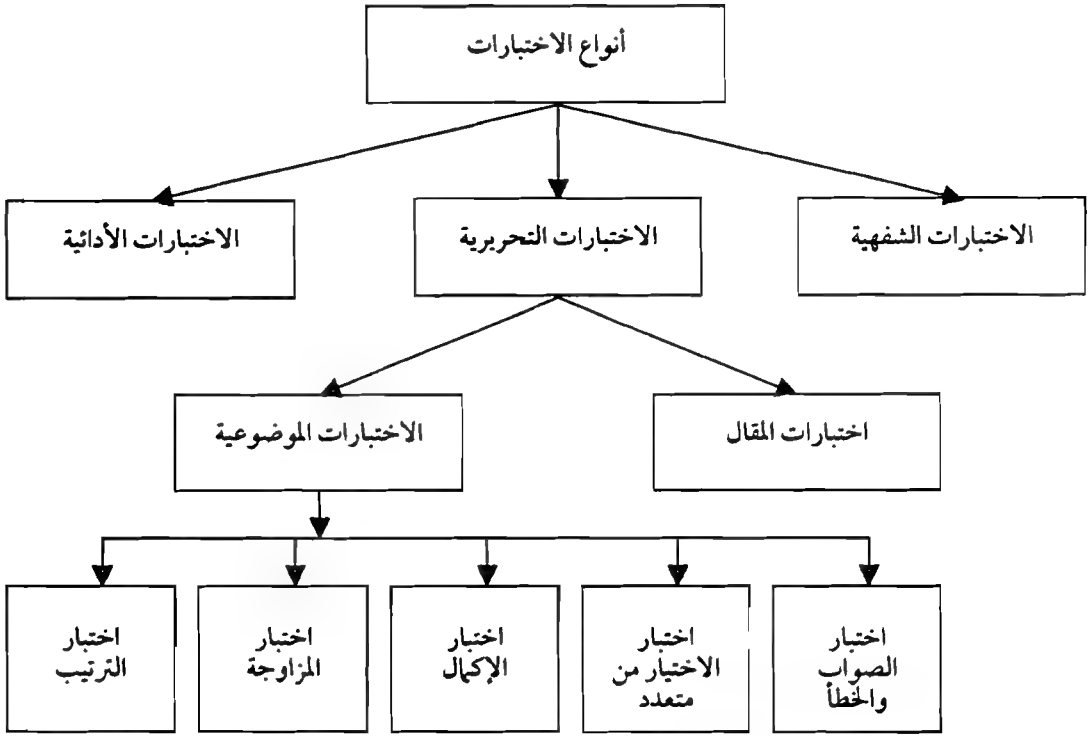 أنواع الاختبارات
الاختبارات الشفهية
الاختبارات التحريرية
الاختبارات الأدائية
اختبارات المقال
الاختبارات الموضوعية
اختبار
الصواب
والخطأ
اختبار
الاختيار من
متعدد
اختبار
الإكمال
اختبار
المزاوجة
اختبار
الترتيب